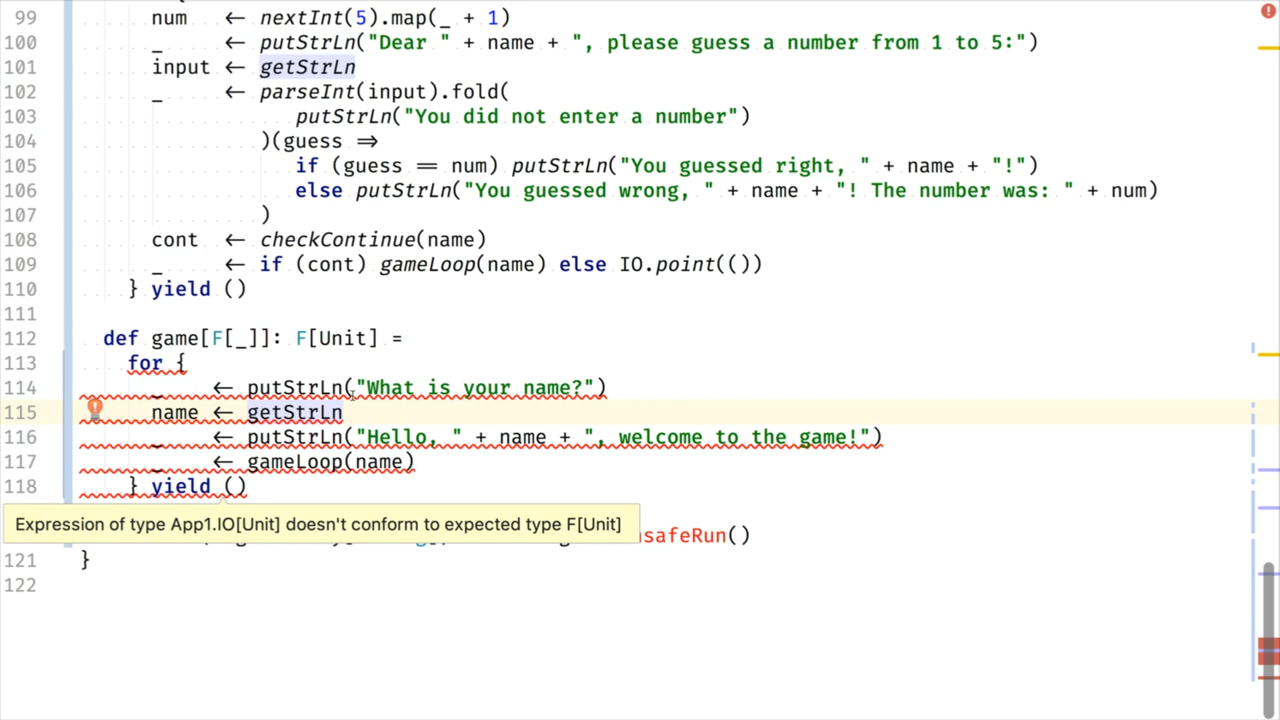 99 num ← nextInt(5).map(_ + 1)
100 _ ← putStrLn("Dear " + name + ", please guess a number from 1 to 5:")
101 input ← getStrLn
102 _ ← parseInt(input).fold(
103 putStrLn("You did not enter a number")
104 )(guess ⇒
105 if (guess == num) putStrLn("You guessed right, " + name + "!")
106 else putStrLn("You guessed wrong, " + name + "! The number was: " + num)
107 )
108 cont ← checkContinue(name)
109 _ ← if (cont) gameLoop(name) else IO.point(())
110 } yield ()
111
112 def game[F[_]]: F[Unit] =
113 for {
114 _ ← putStrLn("What is your name?")
115 name ← getStrLn
116 _ ← putStrLn("Hello, " + name + ", welcome to the game!")
117 _ ← gameLoop(name)
118 } yield ()
Expression of type App1.IO[Unit] doesn't conform to expected type F[Unit]
safeRun()
121 }
122